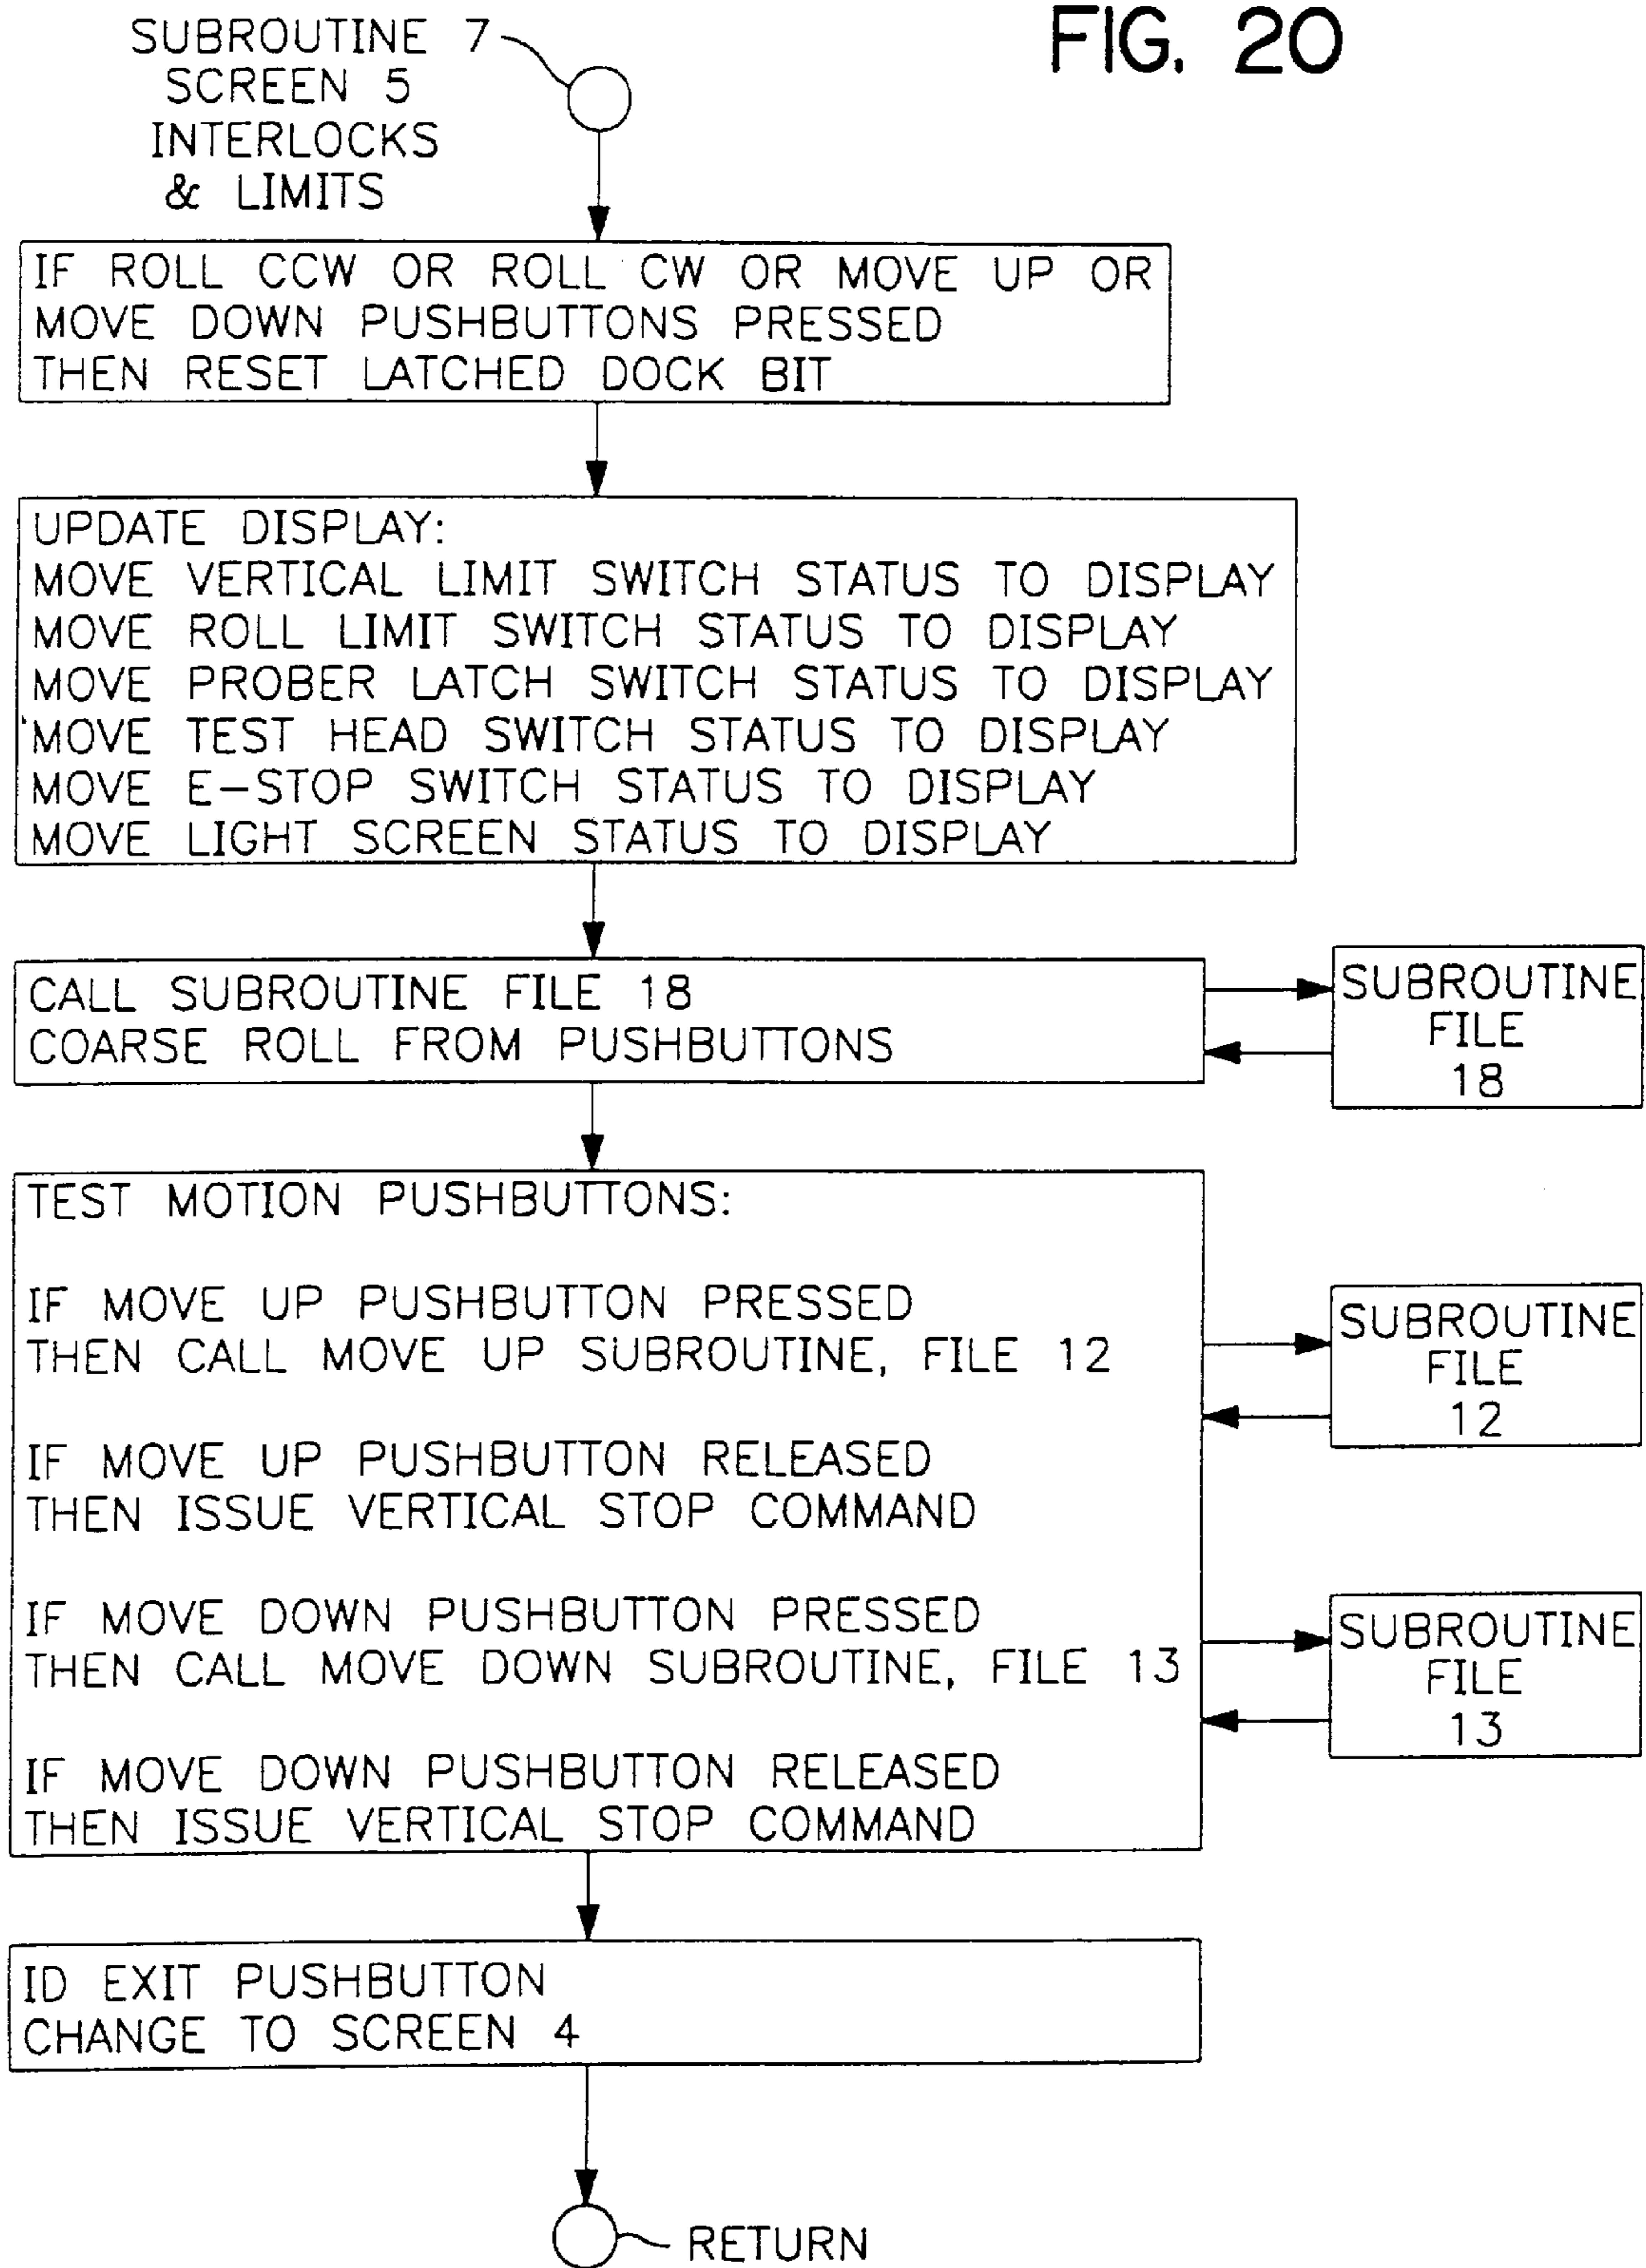 FIG. 20
SUBROUTINE 7
SCREEN 5
INTERLOCKS
& LIMITS
IF ROLL CCW OR ROLL CW OR MOVE UP OR
MOVE DOWN PUSHBUTTONS PRESSED
THEN RESET LATCHED DOCK BIT
UPDATE DISPLAY:
MOVE VERTICAL LIMIT SWITCH STATUS TO DISPLAY
MOVE ROLL LIMIT SWITCH STATUS TO DISPLAY
MOVE PROBER LATCH SWITCH STATUS TO DISPLAY
MOVE TEST HEAD SWITCH STATUS TO DISPLAY
MOVE E-STOP SWITCH STATUS TO DISPLAY
MOVE LIGHT SCREEN STATUS TO DISPLAY
CALL SUBROUTINE FILE 18
COARSE ROLL FROM PUSHBUTTONS
SUBROUTINE
FILE
18
TEST MOTION PUSHBUTTONS:
IF MOVE UP PUSHBUTTON PRESSED
THEN CALL MOVE UP SUBROUTINE, FILE 12
IF MOVE UP PUSHBUTTON RELEASED
THEN ISSUE VERTICAL STOP COMMAND
IF MOVE DOWN PUSHBUTTON PRESSED
THEN CALL MOVE DOWN SUBROUTINE, FILE 13
IF MOVE DOWN PUSHBUTTON RELEASED
THEN ISSUE VERTICAL STOP COMMAND
SUBROUTINE
FILE
12
SUBROUTINE
FILE
13
ID EXIT PUSHBUTTON
CHANGE TO SCREEN 4
RETURN